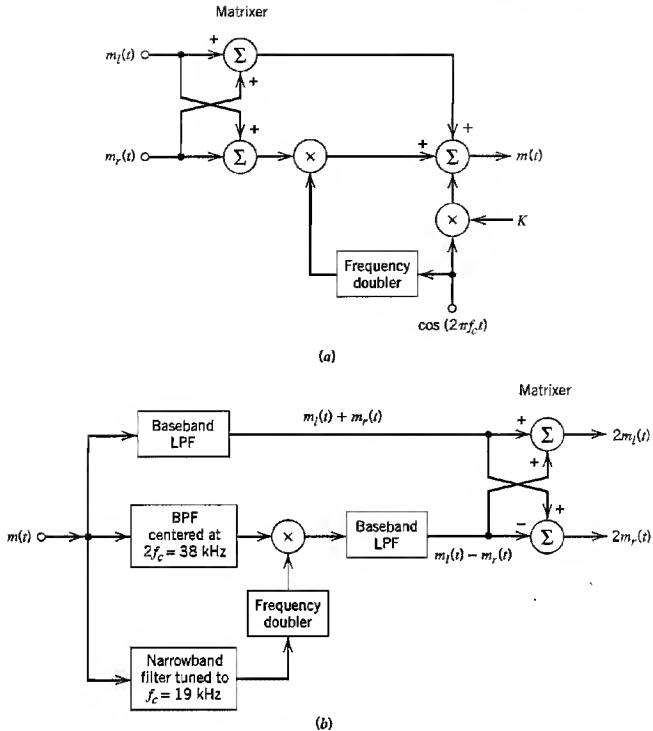 Matrixer
m_l(t)
+
Σ
+
+
m_r(t)
Σ
×
+
+
Σ
m(t)
×
K
Frequency
doubler
cos (2πf_c t)
(a)
Matrixer
m_l(t) + m_r(t)
Baseband
LPF
+
Σ
2m_l(t)
+
+
m(t)
BPF
centered at
2f_c = 38 kHz
×
Baseband
LPF
m_l(t) − m_r(t)
−
Σ
2m_r(t)
Frequency
doubler
Narrowband
filter tuned to
f_c = 19 kHz
(b)